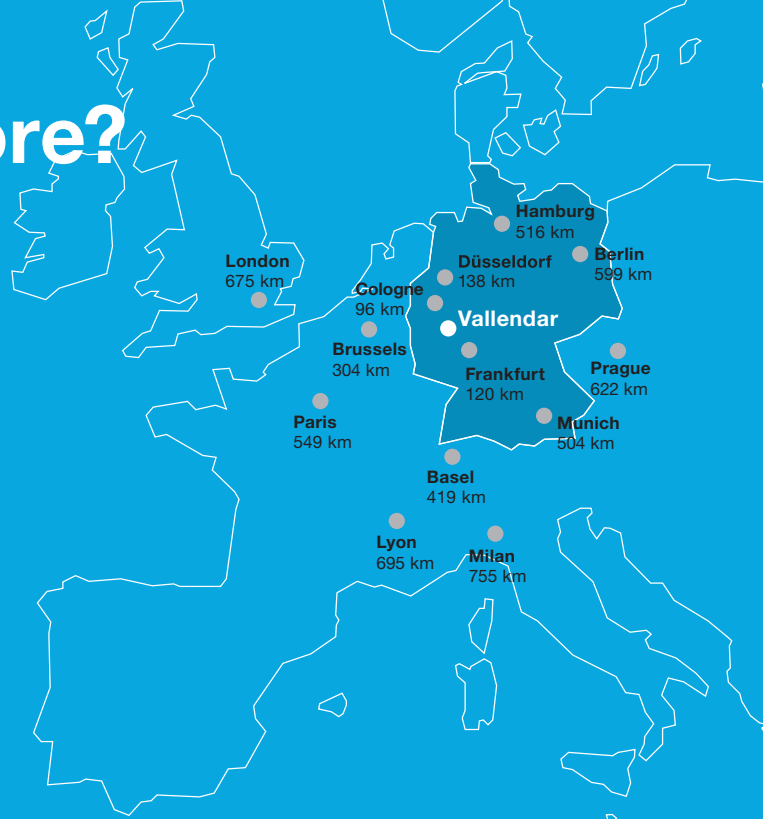 ore?
Hamburg
516 km
Berlin
599 km
London
675 km
Düsseldorf
138 km
Cologne
96 km
Vallendar
Brussels
304 km
Frankfurt
120 km
Prague
622 km
Paris
549 km
Munich
504 km
Basel
419 km
Lyon
695 km
Milan
755 km